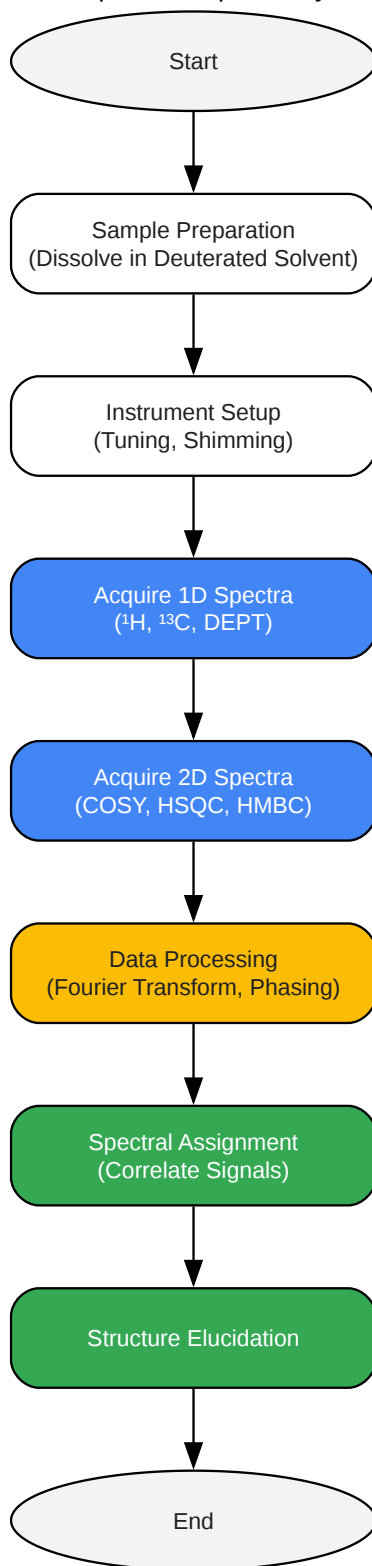 Start
Sample Preparation
(Dissolve in Deuterated Solvent)
Instrument Setup
(Tuning, Shimming)
Acquire 1D Spectra
(¹H, ¹³C, DEPT)
Acquire 2D Spectra
(COSY, HSQC, HMBC)
Data Processing
(Fourier Transform, Phasing)
Spectral Assignment
(Correlate Signals)
Structure Elucidation
End